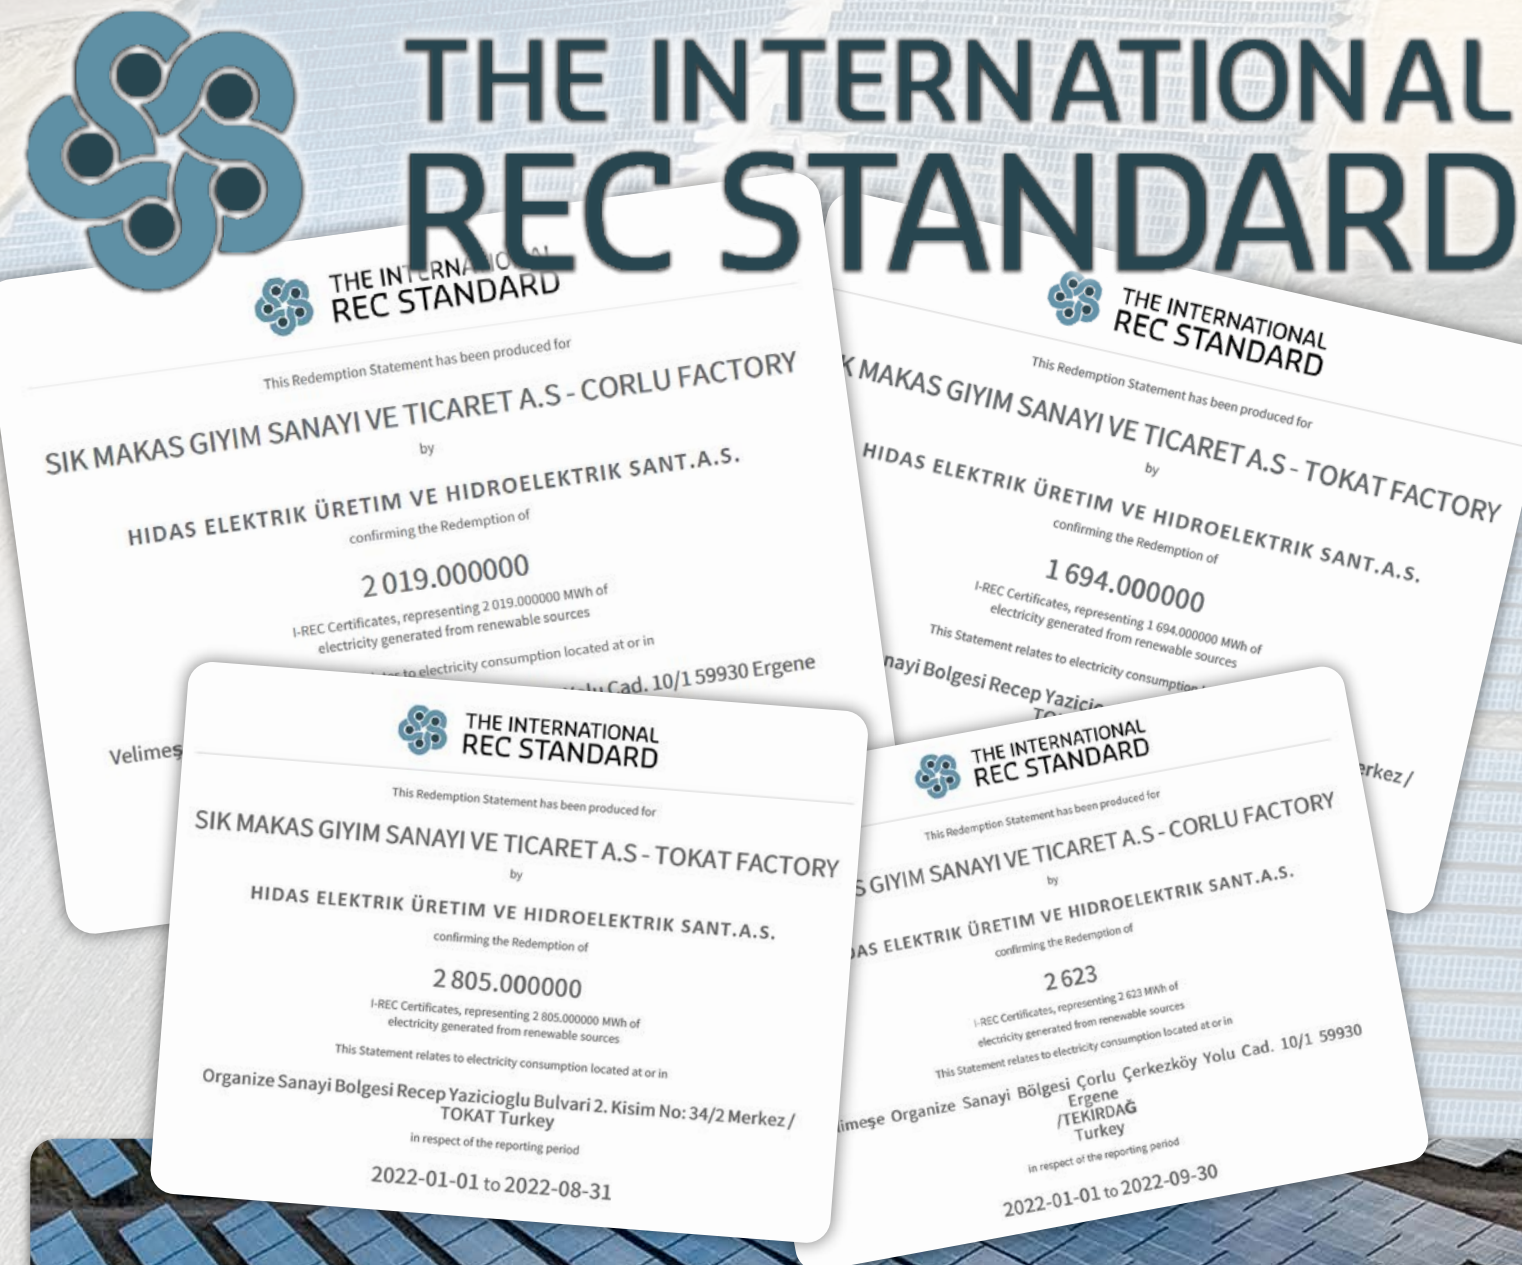 THE INTERNATIONAL
REC STANDARD
THE INTERNATIONAL
REC STANDARD
This Redemption Statement has been produced for
SIK MAKAS GIYIM SANAYI VE TICARET A.S - CORLU FACTORY
by
HIDAS ELEKTRIK ÜRETIM VE HIDROELEKTRIK SANT.A.S.
confirming the Redemption of
2 019.000000
I-REC Certificates, representing 2 019.000000 MWh of
electricity generated from renewable sources
to electricity consumption located at or in
Cad. 10/1 59930 Ergene
THE INTERNATIONAL
REC STANDARD
This Redemption Statement has been produced for
MAKAS GIYIM SANAYI VE TICARET A.S - TOKAT FACTORY
by
HIDAS ELEKTRIK ÜRETIM VE HIDROELEKTRIK SANT.A.S.
confirming the Redemption of
1 694.000000
I-REC Certificates, representing 1 694.000000 MWh of
electricity generated from renewable sources
This Statement relates to electricity consumption
Bolgesi Recep
THE INTERNATIONAL
REC STANDARD
This Redemption Statement has been produced for
SIK MAKAS GIYIM SANAYI VE TICARET A.S - TOKAT FACTORY
by
HIDAS ELEKTRIK ÜRETIM VE HIDROELEKTRIK SANT.A.S.
confirming the Redemption of
2 805.000000
I-REC Certificates, representing 2 805.000000 MWh of
electricity generated from renewable sources
This Statement relates to electricity consumption located at or in
Organize Sanayi Bolgesi Recep Yazicioglu Bulvari 2. Kisim No: 34/2 Merkez /
TOKAT Turkey
in respect of the reporting period
2022-01-01 to 2022-08-31
THE INTERNATIONAL
REC STANDARD
This Redemption Statement has been produced for
GIYIM SANAYI VE TICARET A.S - CORLU FACTORY
by
ELEKTRIK ÜRETIM VE HIDROELEKTRIK SANT.A.S.
confirming the Redemption of
2 623
I-REC Certificates, representing 2 623 MWh of
electricity generated from renewable sources
This Statement relates to electricity consumption located at or in
Organize Sanayi Bölgesi Çorlu Çerkezköy Yolu Cad. 10/1 59930
Ergene
/TEKIRDAĞ
Turkey
in respect of the reporting period
2022-01-01 to 2022-09-30